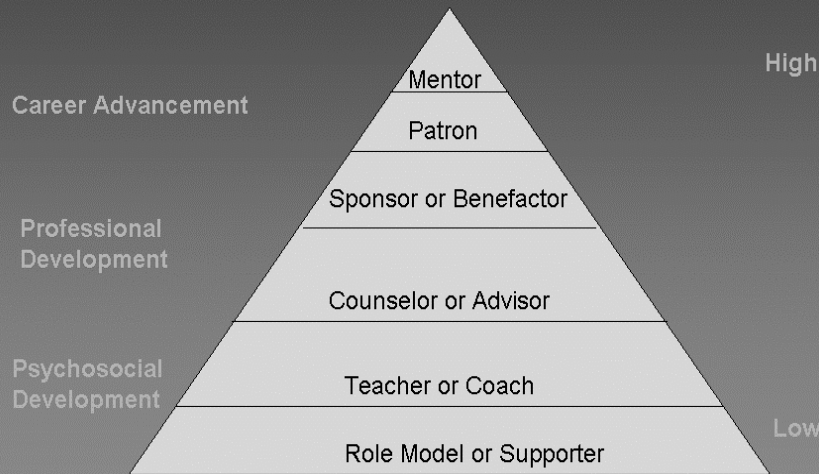 Mentor
High
Career Advancement
Patron
Sponsor or Benefactor
Professional
Development
Counselor or Advisor
Psychosocial
Development
Teacher or Coach
Low
Role Model or Supporter